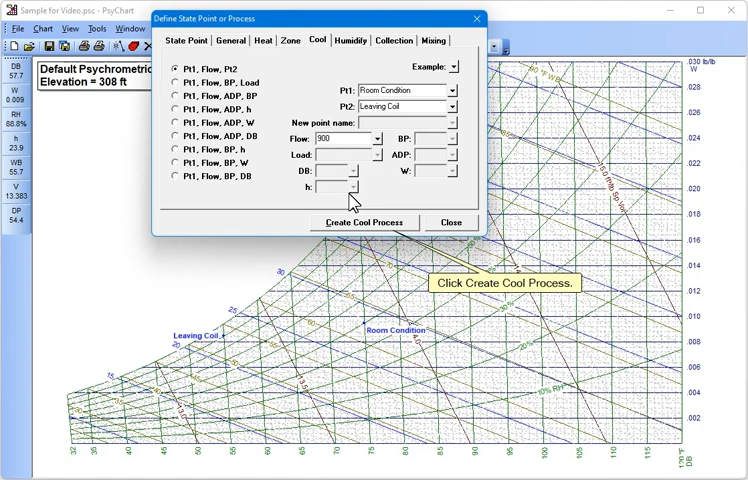 Sample for Video.psc - PsyChart
File Chart Tools Window
Default Psychrometric
Elevation = 308 ft
DB
57.7
W
0.009
RH
88.8%
h
23.9
WB
55.7
V
13.383
DP
54.4
Define State Point or Process
State Point General Heat Zone Cool Humidify Collection Mixing
Pt1, Flow, Pt2
Pt1, Flow, BP, Load
Pt1, Flow, ADP, BP
Pt1, Flow, ADP, h
Pt1, Flow, ADP, W
Pt1, Flow, ADP, DB
Pt1, Flow, BP, h
Pt1, Flow, BP, W
Pt1, Flow, BP, DB
Example:
Pt1: Room Condition
Pt2: Leaving Coil
New point name:
Flow: 900 BP:
Load: ADP:
DB: W:
h:
Create Cool Process Close
Click Create Cool Process.
Leaving Coil
Room Condition
.030 lb/lb
.028
.026
.024
.022
.020
.018
.016
.014
.012
.010
.008
.006
.004
.002
15
20
25
30
10% RH
20%
30%
32 35 40 45 50 55 60 65 70 75 80 85 90 95 100 105 110 115 120 °F
DB